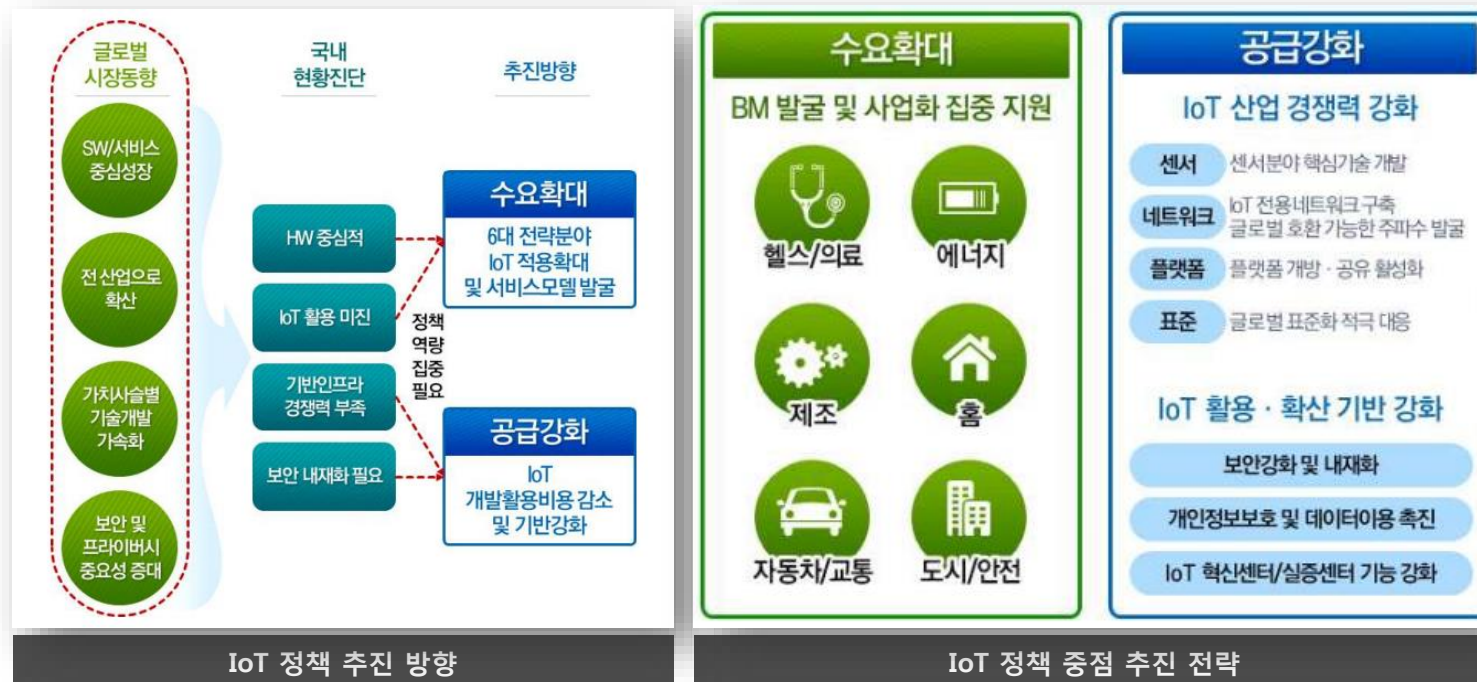 글로벌
시장동향
SW/서비스
중심성장
전 산업으로
확산
가치사슬별
기술개발
가속화
보안 및
프라이버시
중요성 증대
국내
현황진단
HW 중심적
IoT 활용 미진
기반인프라
경쟁력 부족
보안 내재화 필요
정책
역량
집중
필요
추진방향
수요확대
6대 전략분야
IoT 적용확대
및 서비스모델 발굴
공급강화
IoT
개발활용비용 감소
및 기반강화
IoT 정책 추진 방향
수요확대
BM 발굴 및 사업화 집중 지원
헬스/의료
에너지
제조
홈
자동차/교통
도시/안전
공급강화
IoT 산업 경쟁력 강화
센서 센서분야 핵심기술 개발
네트워크 IoT 전용네트워크 구축
글로벌 호환 가능한 주파수 발굴
플랫폼 플랫폼 개방 · 공유 활성화
표준 글로벌 표준화 적극 대응
IoT 활용 · 확산 기반 강화
보안강화 및 내재화
개인정보보호 및 데이터이용 촉진
IoT 혁신센터/실증센터 기능 강화
IoT 정책 중점 추진 전략